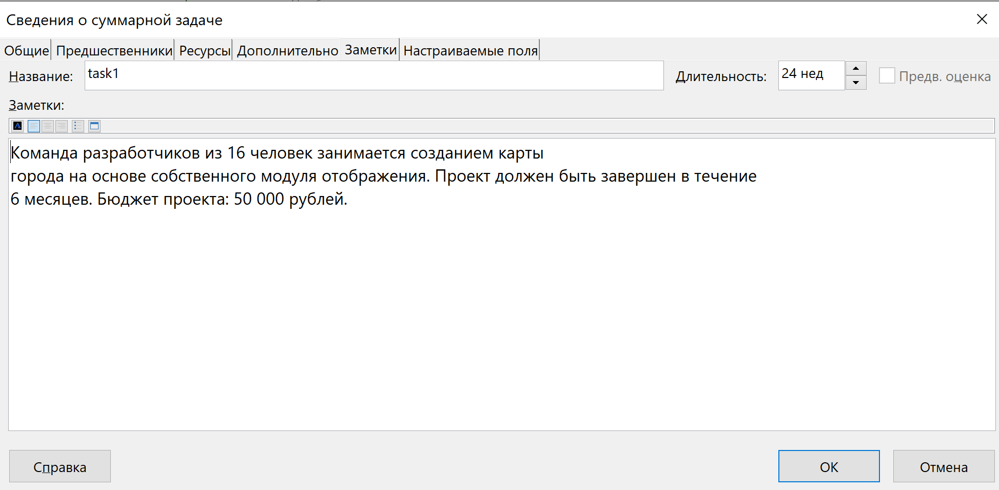 Сведения о суммарной задаче
Общие Предшественники Ресурсы Дополнительно Заметки Настраиваемые поля
Название: task1 Длительность: 24 нед Предв. оценка
Заметки:
Команда разработчиков из 16 человек занимается созданием карты
города на основе собственного модуля отображения. Проект должен быть завершен в течение
6 месяцев. Бюджет проекта: 50 000 рублей.
Справка ОК Отмена